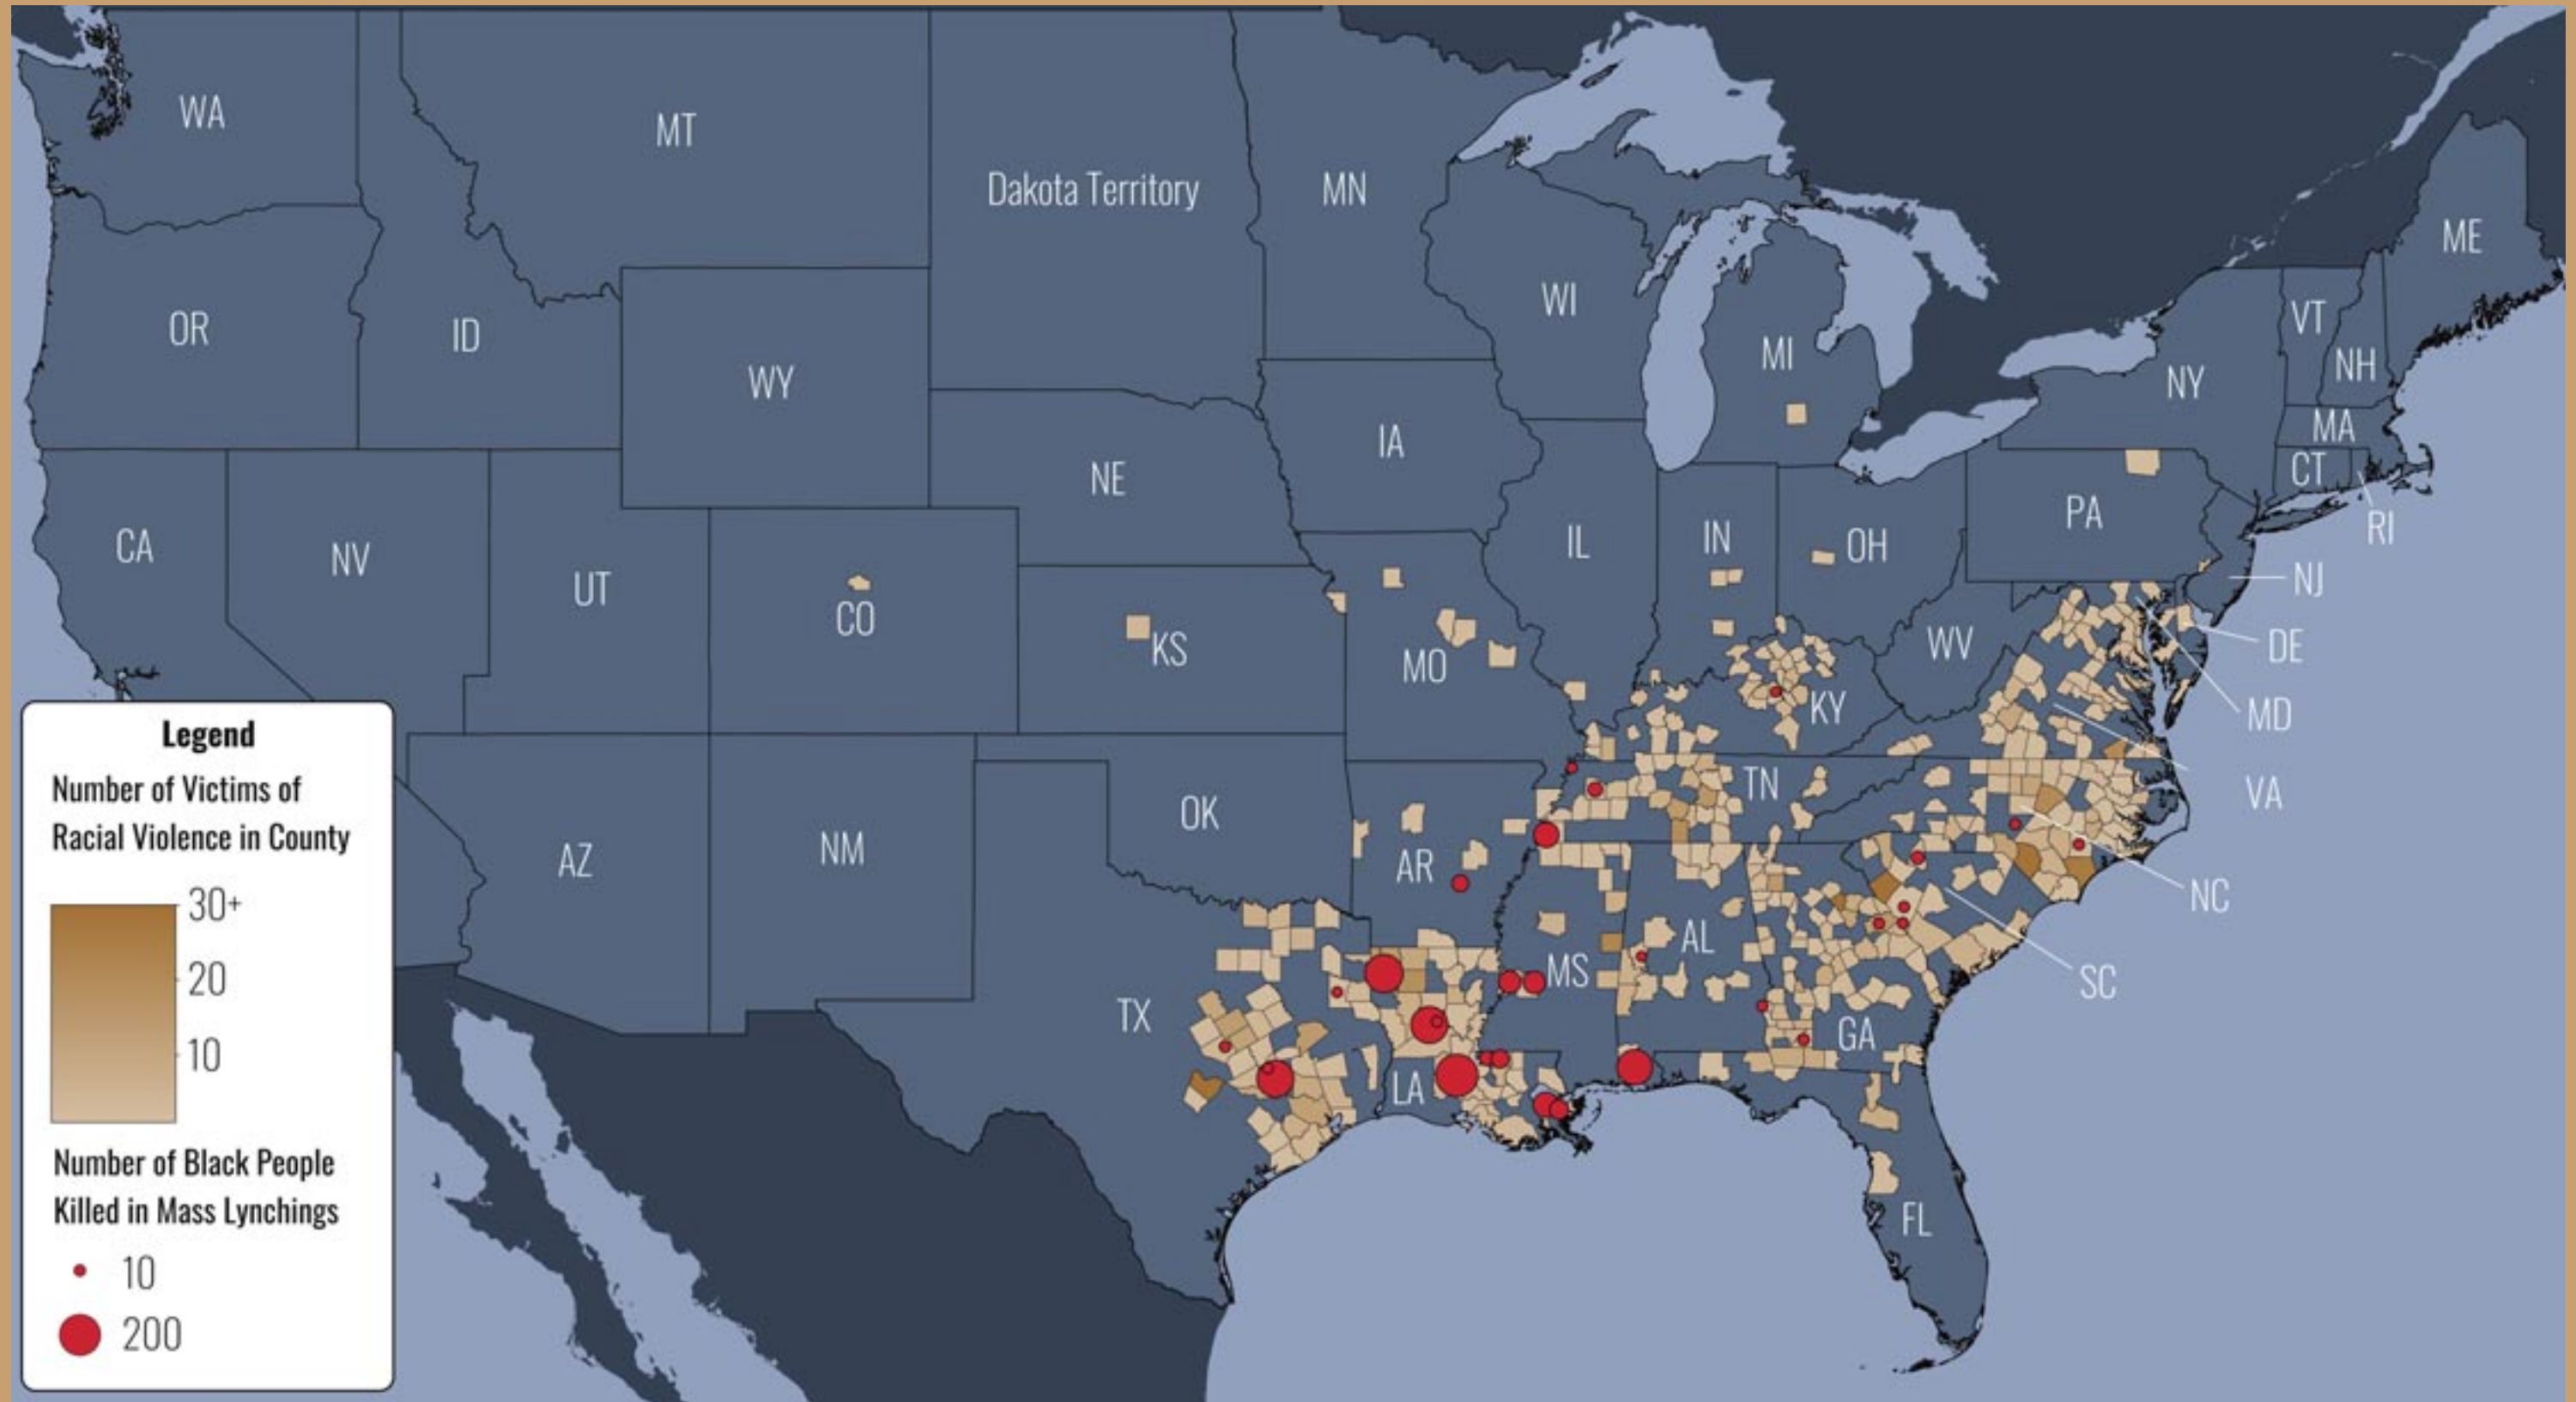 WA
MT
Dakota Territory
MN
ME
OR
ID
WY
WI
MI
VT
NH
NY
MA
CT
RI
IA
NE
PA
CA
NV
UT
CO
KS
MO
IL
IN
OH
NJ
DE
WV
MD
KY
VA
TN
NC
AZ
NM
OK
AR
SC
TX
MS
AL
GA
LA
FL
Legend
Number of Victims of
Racial Violence in County
30+
20
10
Number of Black People
Killed in Mass Lynchings
10
200